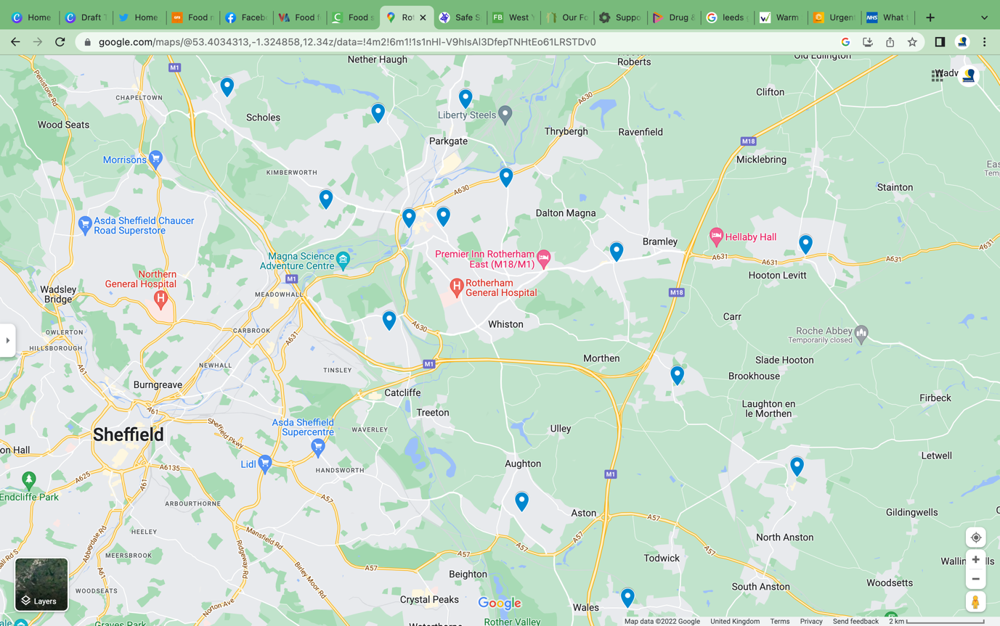 Home
Draft T
Home
Food r
Faceb
Food f
Food s
Rot
Safe S
West Y
Our Fo
Suppo
Drug &
leeds
Warm
Urgen
What t
google.com/maps/@53.4034313,-1.324858,12.34z/data=!4m2!6m1!1s1nHl-V9hIsAl3DfepTNHtEo61LRSTDv0
Nether Haugh
Roberts
Old Edlington
M1
Penistone Rd
CHAPELTOWN
Scholes
Wood Seats
Liberty Steels
Parkgate
A630
Thrybergh
Ravenfield
Clifton
Wadw
M18
Micklebring
Morrisons
KIMBERWORTH
A630
Stainton
Asda Sheffield Chaucer
Road Superstore
Dalton Magna
Bramley
Hellaby Hall
A631
A631
A631
A631
Hooton Levitt
Magna Science
Adventure Centre
Premier Inn Rotherham
East (M18/M1)
Northern
General Hospital
M1
Rotherham
General Hospital
Wadsley
Bridge
MEADOWHALL
M18
Carr
Whiston
A630
OWLERTON
HILLSBOROUGH
CARBROOK
A631
Roche Abbey
Temporarily closed
NEWHALL
TINSLEY
M1
Morthen
Slade Hooton
Brookhouse
Burngreave
A61
A61
Catcliffe
Treeton
Laughton en
le Morthen
Firbeck
Sheffield
Sheffield Pkwy
Asda Sheffield
Supercentre
WAVERLEY
Ulley
on Hall
Lidl
HANDSWORTH
Aughton
Letwell
A6135
A625
A61
M1
Endcliffe Park
ARBOURTHORNE
A57
Aston
A57
Gildingwells
HEELEY
Abbeydale Rd
Mansfield Rd
Ridgeway Rd
MEERSBROOK
Birley Moor Rd
A57
A57
A57
North Anston
Todwick
Beighton
South Anston
Woodsetts
WOODSEATS
Norton Ave
Crystal Peaks
Google
Wales
Layers
Graves Park
Waterthorpe
Rother Valley
Map data ©2022 Google
United Kingdom
Terms
Privacy
Send feedback
2 km